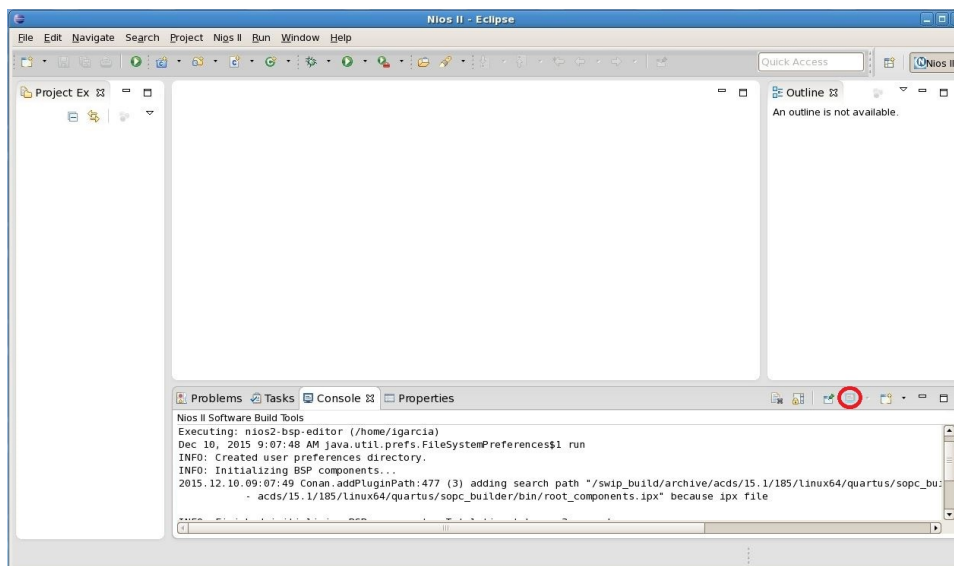 Nios II - Eclipse
File Edit Navigate Search Project Nios II Run Window Help
Quick Access
Nios II
Project Ex
Outline
An outline is not available.
Problems Tasks Console Properties
Nios II Software Build Tools
Executing: nios2-bsp-editor (/home/igarcia)
Dec 10, 2015 9:07:48 AM java.util.prefs.FileSystemPreferences$1 run
INFO: Created user preferences directory.
INFO: Initializing BSP components...
2015.12.10.09:07:49 Conan.addPluginPath:477 (3) adding search path "/swip_build/archive/acds/15.1/185/linux64/quartus/sopc_bu
- acds/15.1/185/linux64/quartus/sopc_builder/bin/root_components.ipx" because ipx file